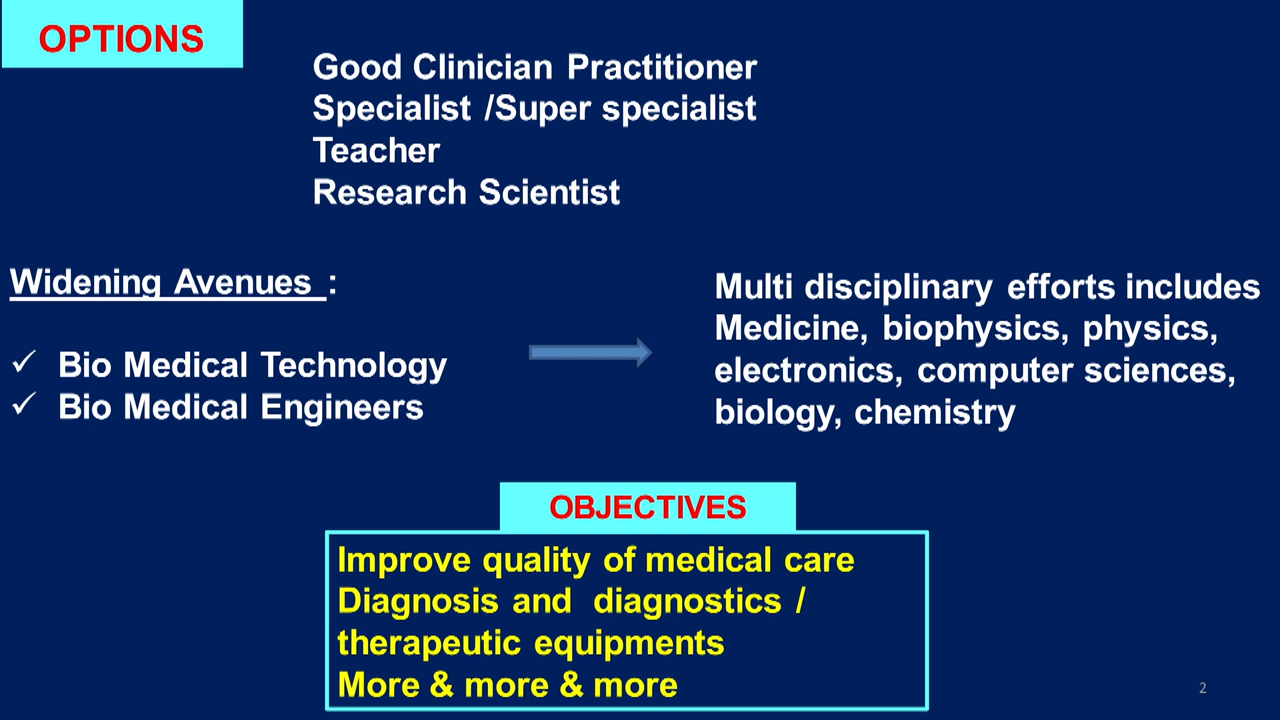 OPTIONS
Good Clinician Practitioner
Specialist /Super specialist
Teacher
Research Scientist
Widening Avenues :
✓ Bio Medical Technology
✓ Bio Medical Engineers
Multi disciplinary efforts includes
Medicine, biophysics, physics,
electronics, computer sciences,
biology, chemistry
OBJECTIVES
Improve quality of medical care
Diagnosis and diagnostics /
therapeutic equipments
More & more & more
2